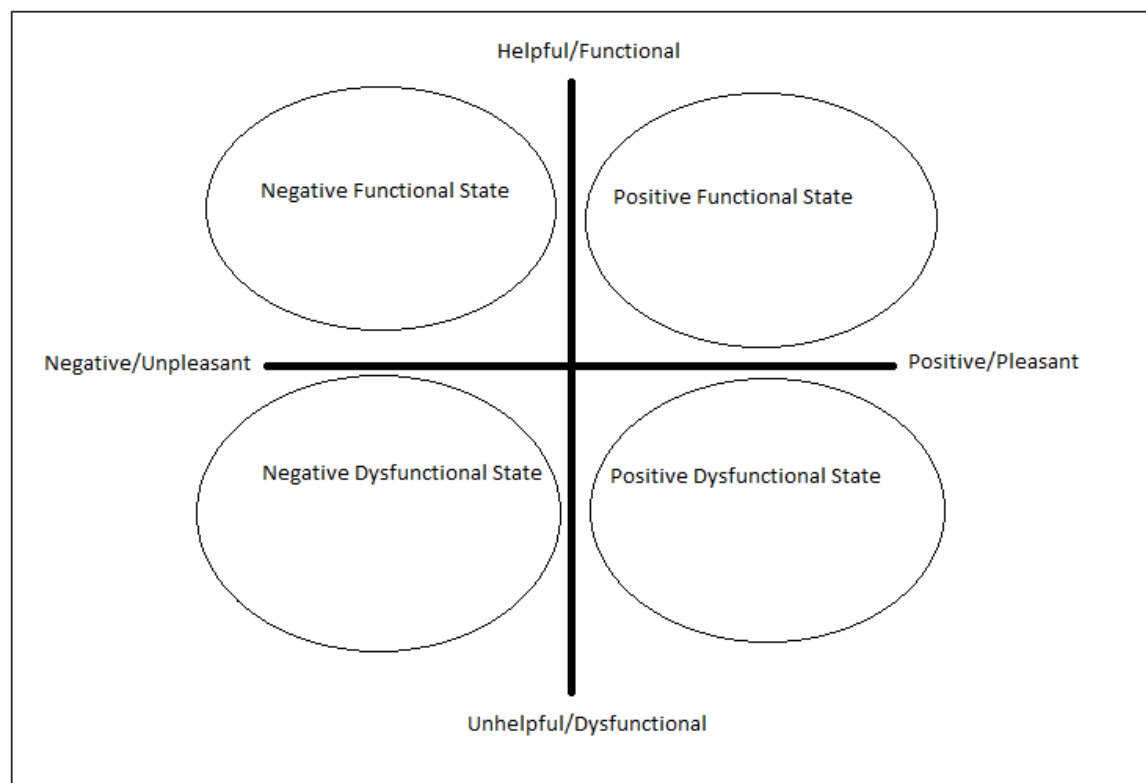 Helpful/Functional
Negative Functional State
Positive Functional State
Negative/Unpleasant
Positive/Pleasant
Negative Dysfunctional State
Positive Dysfunctional State
Unhelpful/Dysfunctional